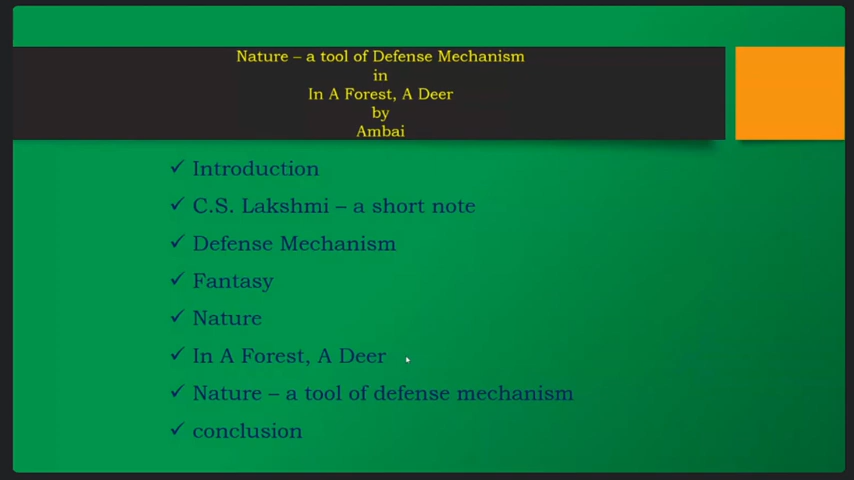 Nature – a tool of Defense Mechanism
in
In A Forest, A Deer
by
Ambai
✓ Introduction
✓ C.S. Lakshmi – a short note
✓ Defense Mechanism
✓ Fantasy
✓ Nature
✓ In A Forest, A Deer
✓ Nature – a tool of defense mechanism
✓ conclusion